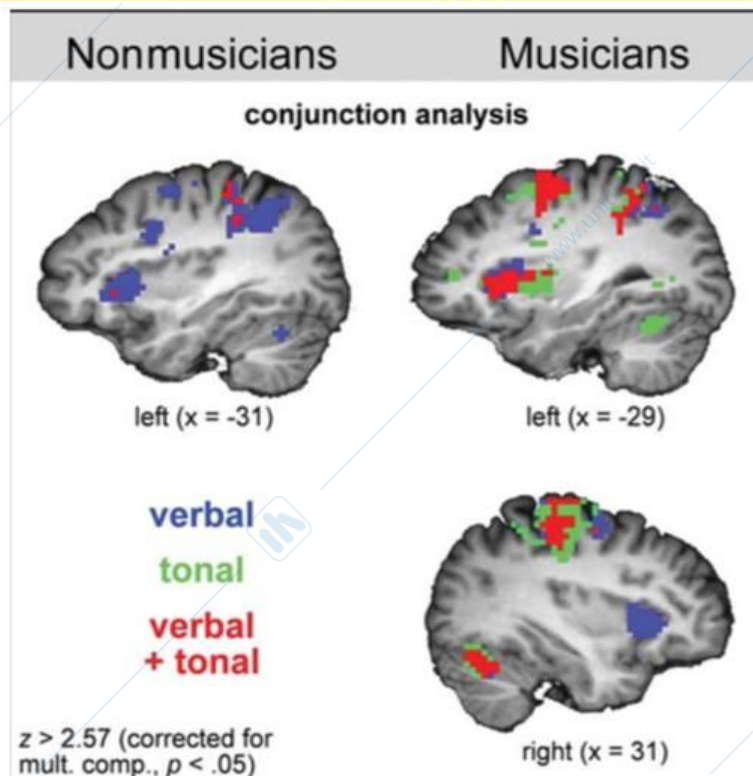 Nonmusicians
Musicians
conjunction analysis
left (x = -31)
left (x = -29)
verbal
tonal
verbal
+ tonal
z > 2.57 (corrected for
mult. comp., p < .05)
right (x = 31)